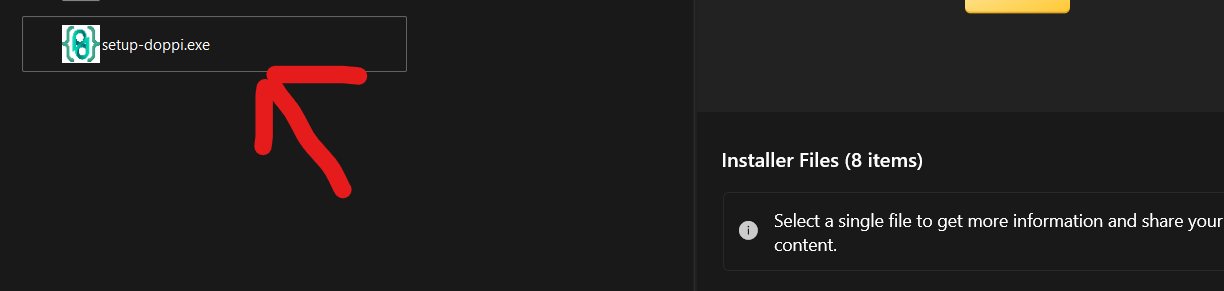 setup-doppi.exe
Installer Files (8 items)
Select a single file to get more information and share your
content.